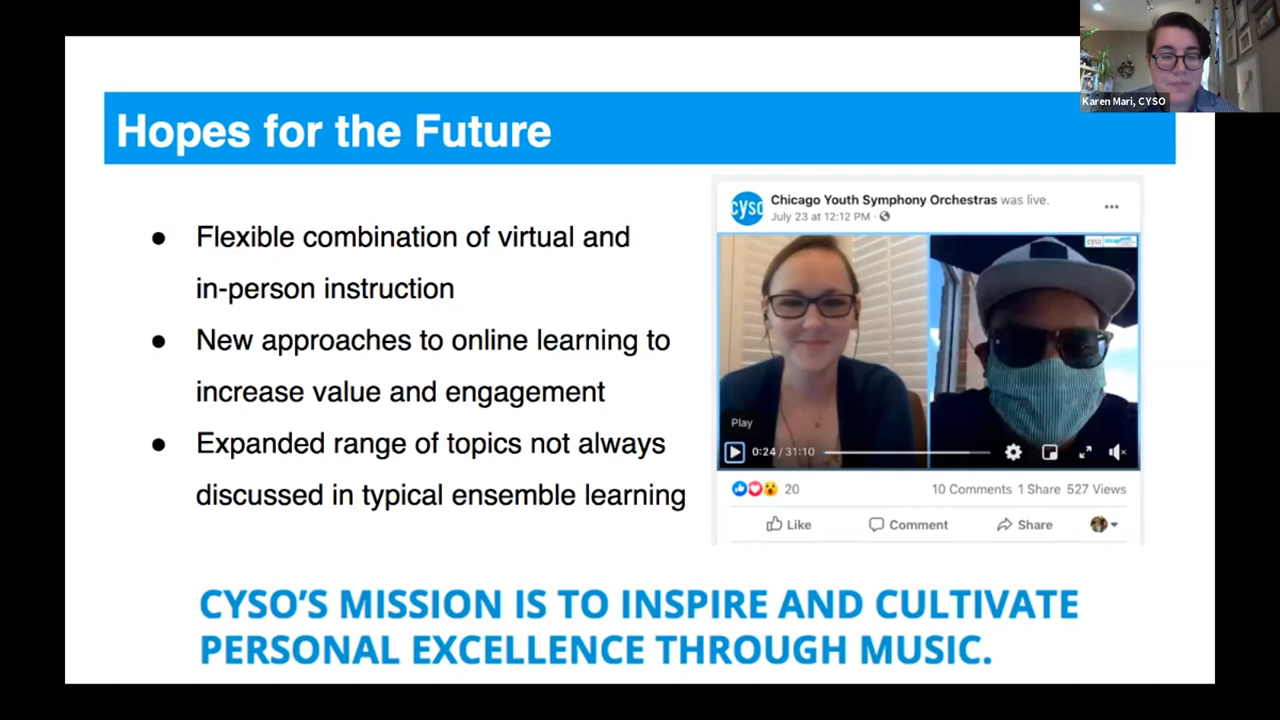 Karen Mari, CYSO
Hopes for the Future
● Flexible combination of virtual and
in-person instruction
● New approaches to online learning to
increase value and engagement
● Expanded range of topics not always
discussed in typical ensemble learning
cyso
Chicago Youth Symphony Orchestras was live.
July 23 at 12:12 PM ·
cyso
Play
0:24 / 31:10
20
10 Comments 1 Share 527 Views
Like Comment Share
CYSO'S MISSION IS TO INSPIRE AND CULTIVATE
PERSONAL EXCELLENCE THROUGH MUSIC.